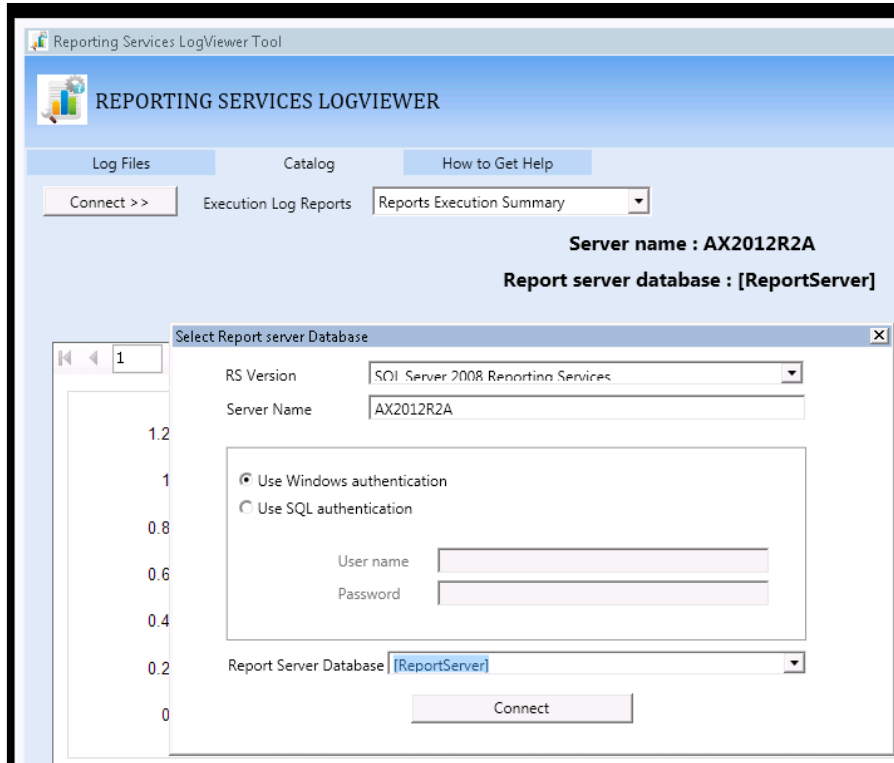 Reporting Services LogViewer Tool
REPORTING SERVICES LOGVIEWER
Log Files Catalog How to Get Help
Connect >> Execution Log Reports Reports Execution Summary
Server name : AX2012R2A
Report server database : [ReportServer]
Select Report server Database
1
RS Version SQL Server 2008 Reporting Services
Server Name AX2012R2A
1.2
1
Use Windows authentication
Use SQL authentication
0.8
User name
0.6
Password
0.4
0.2
Report Server Database [ReportServer]
0
Connect